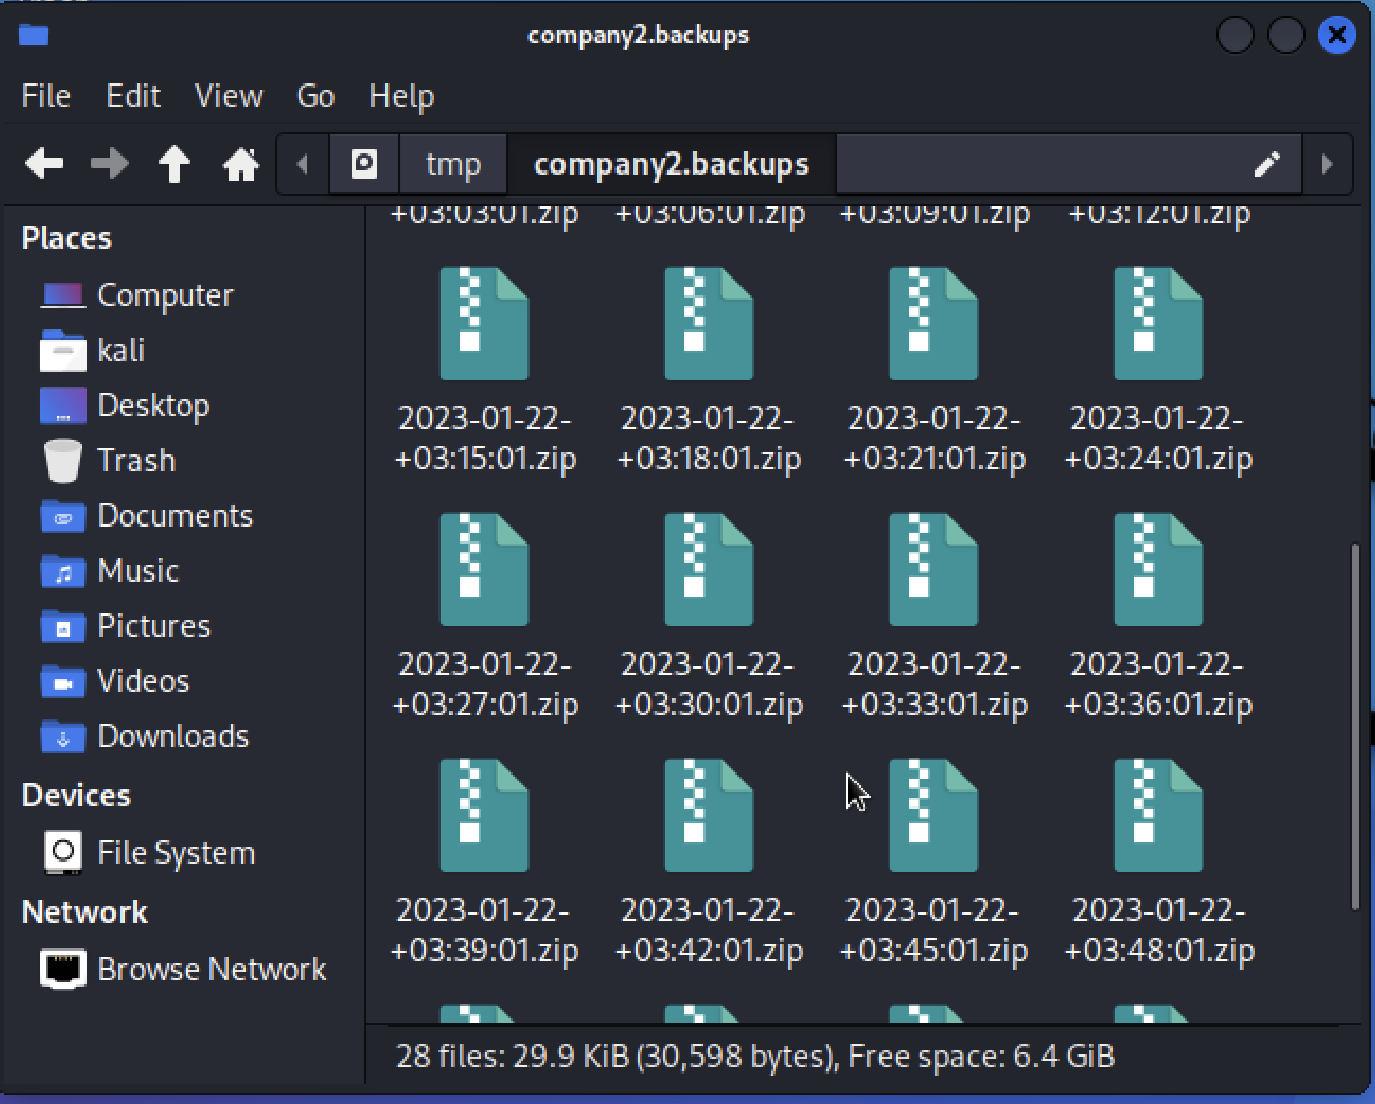 company2.backups
File Edit View Go Help
tmp company2.backups
Places
Computer
kali
Desktop
Trash
Documents
Music
Pictures
Videos
Downloads
Devices
File System
Network
Browse Network
+03:03:01.zip +03:06:01.zip +03:09:01.zip +03:12:01.zip
2023-01-22- 2023-01-22- 2023-01-22- 2023-01-22-
+03:15:01.zip +03:18:01.zip +03:21:01.zip +03:24:01.zip
2023-01-22- 2023-01-22- 2023-01-22- 2023-01-22-
+03:27:01.zip +03:30:01.zip +03:33:01.zip +03:36:01.zip
2023-01-22- 2023-01-22- 2023-01-22- 2023-01-22-
+03:39:01.zip +03:42:01.zip +03:45:01.zip +03:48:01.zip
28 files: 29.9 KiB (30,598 bytes), Free space: 6.4 GiB